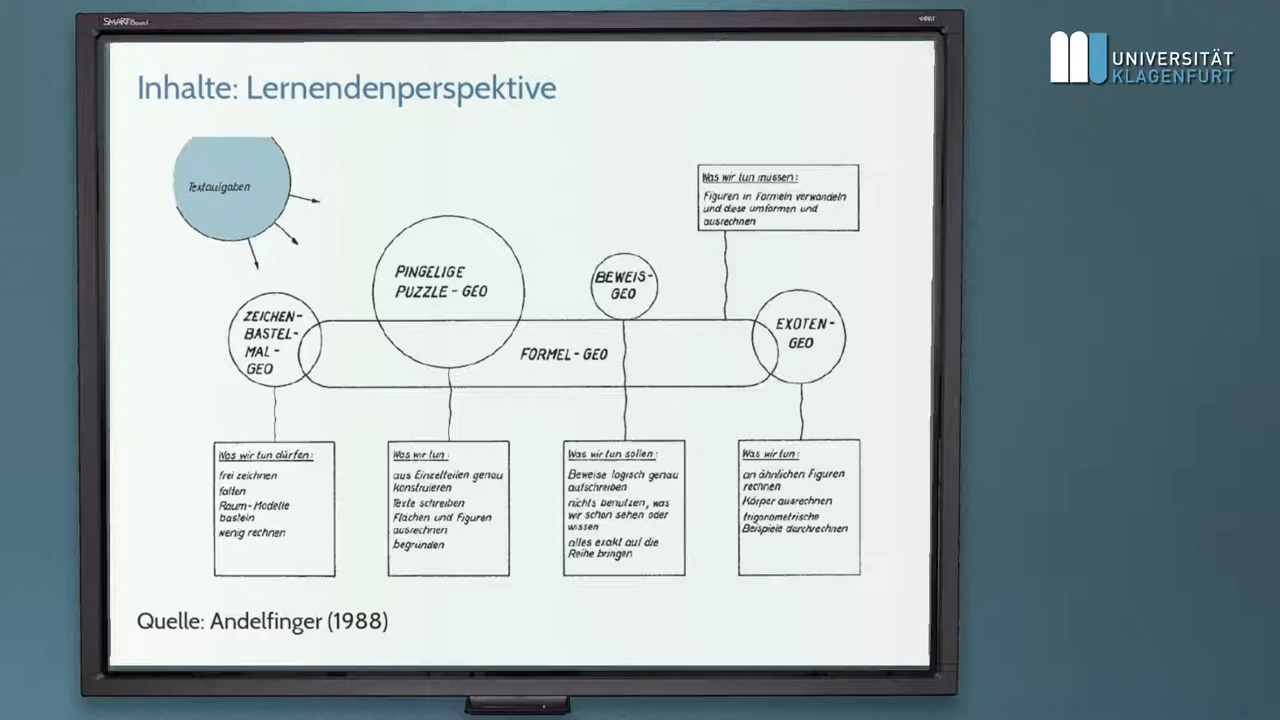 SMART Board
UNIVERSITÄT
KLAGENFURT
Inhalte: Lernendenperspektive
Textaufgaben
Was wir tun müssen:
Figuren in Formeln verwandeln
und diese umformen und
ausrechnen
PINGELIGE
PUZZLE-GEO
BEWEIS-
GEO
ZEICHEN-
BASTEL-
MAL-
GEO
EXOTEN-
GEO
FORMEL-GEO
Was wir tun dürfen:
frei zeichnen
falten
Raum-Modelle
basteln
wenig rechnen
Was wir tun:
aus Einzelteilen genau
konstruieren
Texte schreiben
Flächen und Figuren
ausrechnen
begründen
Was wir tun sollen:
Beweise logisch genau
aufschreiben
nichts benutzen, was
wir schon sehen oder
wissen
alles exakt auf die
Reihe bringen
Was wir tun:
an ähnlichen Figuren
rechnen
Körper ausrechnen
trigonometrische
Beispiele durchrechnen
Quelle: Andelfinger (1988)